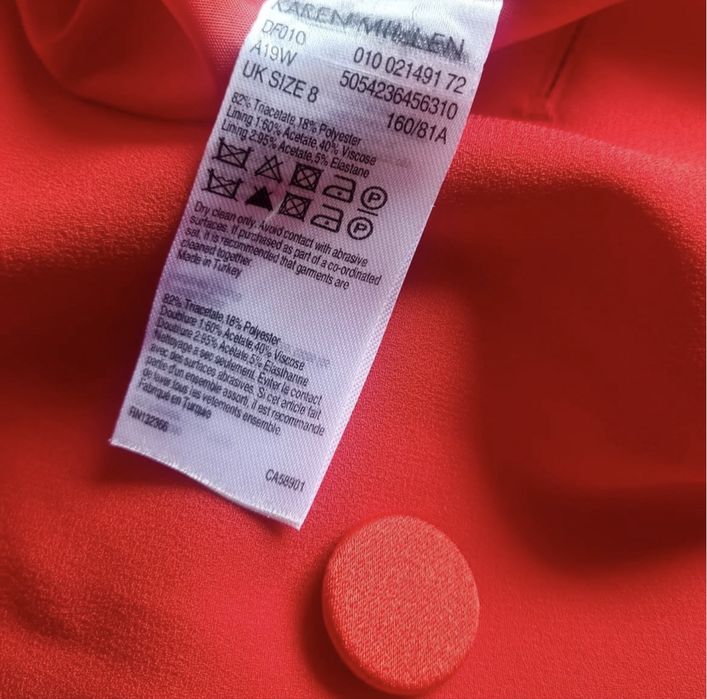 KAREN MILLEN
DF010
A19W 010 021491 72
UK SIZE 8 5054236456310
160/81A
82% Triacetate, 18% Polyester
Lining 1:60% Acetate, 40% Viscose
Lining 2:95% Acetate, 5% Elastane
P
P
Dry clean only. Avoid contact with abrasive
surfaces. If purchased as part of a co-ordinated
set, it is recommended that garments are
cleaned together
Made in Turkey
82% Triacetate, 18% Polyester
Doublure 1:60% Acetate, 40% Viscose
Doublure 2:95% Acetate, 5% Elasthanne
Nettoyage a sec seulement. Eviter le contact
avec des surfaces abrasives. Si cet article fait
partie d'un ensemble assorti, il est recommande
de laver tous les vetements ensemble.
Fabriqué en Turquie
RN132366
CA58901